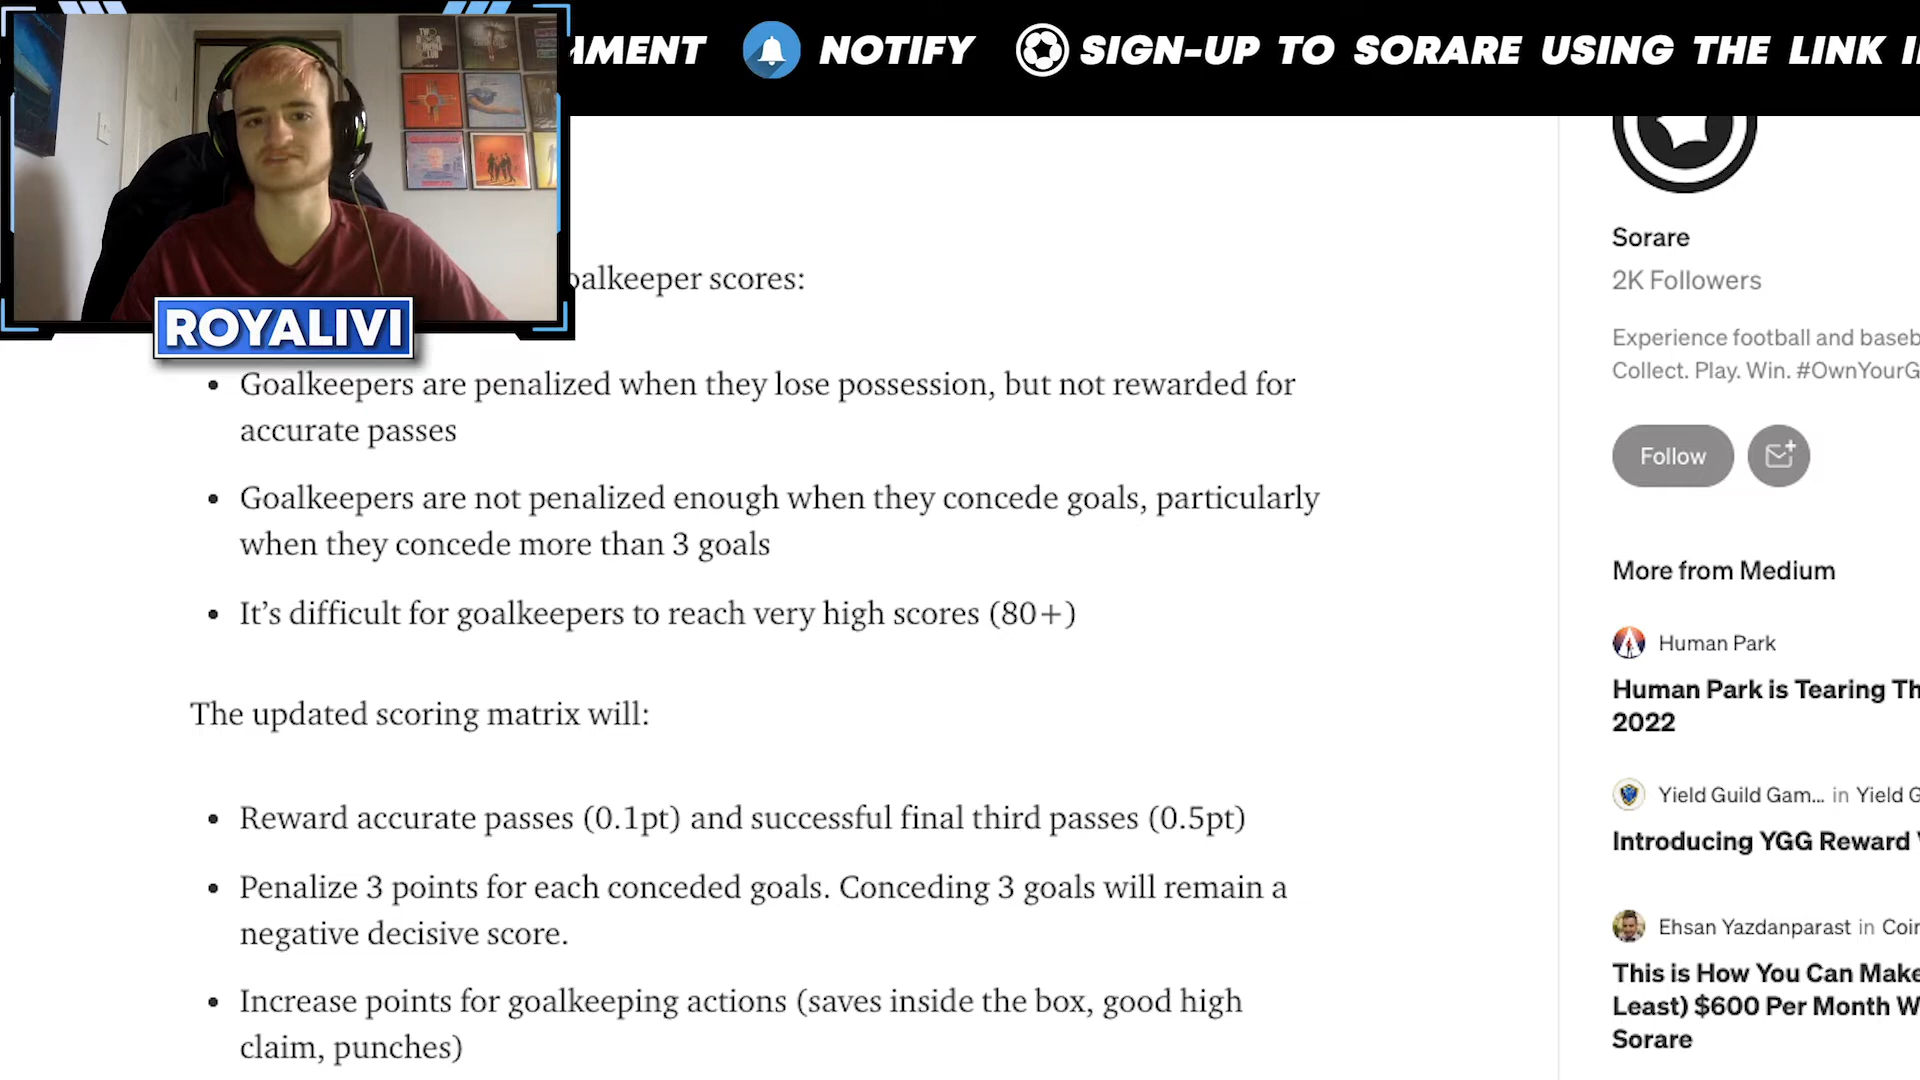 MMENT NOTIFY SIGN-UP TO SORARE USING THE LINK
ROYALIVI
oalkeeper scores:
• Goalkeepers are penalized when they lose possession, but not rewarded for
accurate passes
• Goalkeepers are not penalized enough when they concede goals, particularly
when they concede more than 3 goals
• It’s difficult for goalkeepers to reach very high scores (80+)
The updated scoring matrix will:
• Reward accurate passes (0.1pt) and successful final third passes (0.5pt)
• Penalize 3 points for each conceded goals. Conceding 3 goals will remain a
negative decisive score.
• Increase points for goalkeeping actions (saves inside the box, good high
claim, punches)
Sorare
2K Followers
Experience football and baseb
Collect. Play. Win. #OwnYourG
Follow
More from Medium
Human Park
Human Park is Tearing Th
2022
Yield Guild Gam... in Yield G
Introducing YGG Reward
Ehsan Yazdanparast in Coin
This is How You Can Make
Least) $600 Per Month W
Sorare